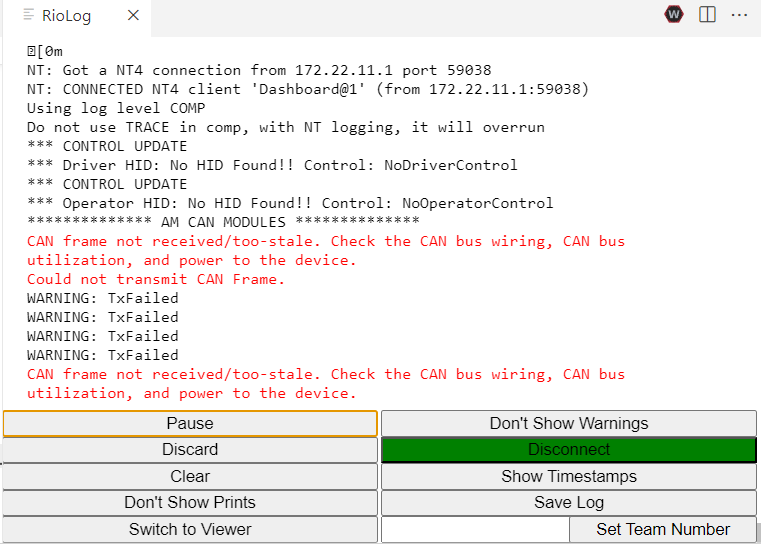 RioLog
W
[0m
NT: Got a NT4 connection from 172.22.11.1 port 59038
NT: CONNECTED NT4 client 'Dashboard@1' (from 172.22.11.1:59038)
Using log level COMP
Do not use TRACE in comp, with NT logging, it will overrun
*** CONTROL UPDATE
*** Driver HID: No HID Found!! Control: NoDriverControl
*** CONTROL UPDATE
*** Operator HID: No HID Found!! Control: NoOperatorControl
************** AM CAN MODULES **************
CAN frame not received/too-stale. Check the CAN bus wiring, CAN bus
utilization, and power to the device.
Could not transmit CAN Frame.
WARNING: TxFailed
WARNING: TxFailed
WARNING: TxFailed
WARNING: TxFailed
CAN frame not received/too-stale. Check the CAN bus wiring, CAN bus
utilization, and power to the device.
Pause
Don't Show Warnings
Discard
Disconnect
Clear
Show Timestamps
Don't Show Prints
Save Log
Switch to Viewer
Set Team Number